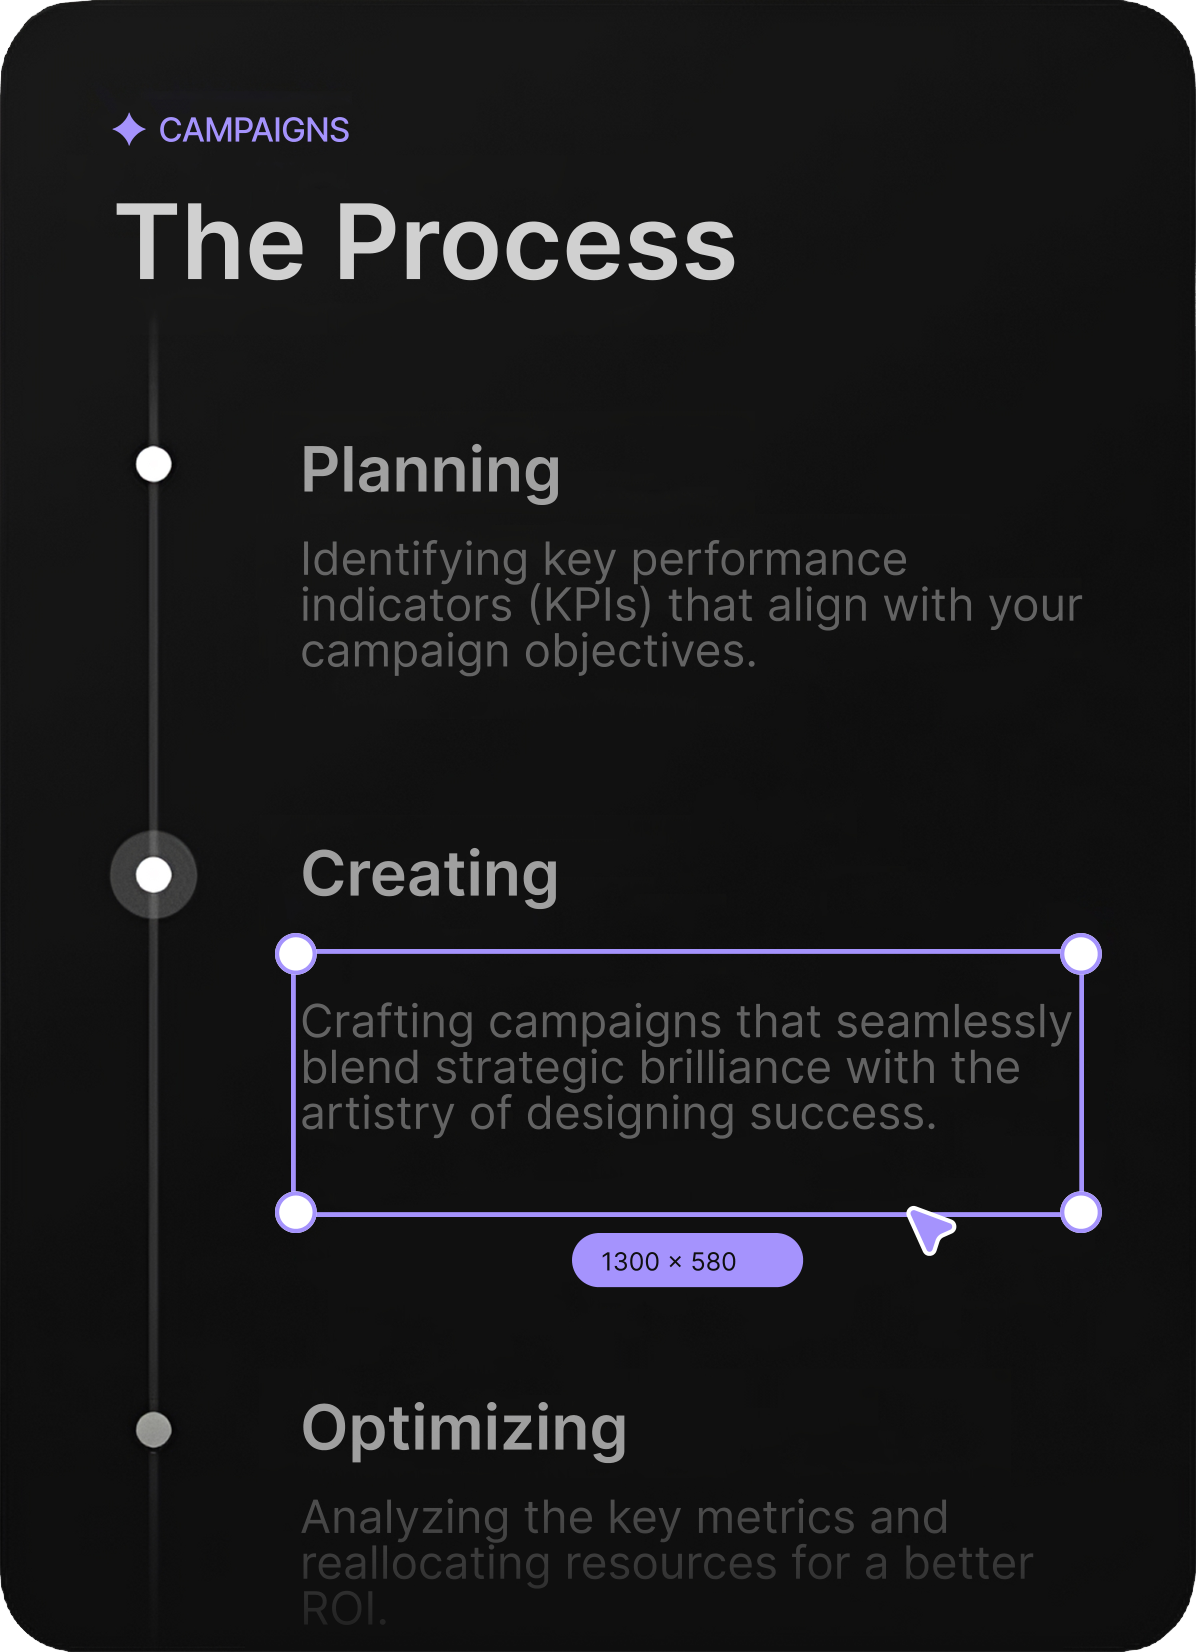 CAMPAIGNS
The Process
Planning
Identifying key performance
indicators (KPIs) that align with your
campaign objectives.
Creating
Crafting campaigns that seamlessly
blend strategic brilliance with the
artistry of designing success.
1300 × 580
Optimizing
Analyzing the key metrics and
reallocating resources for a better
ROI.